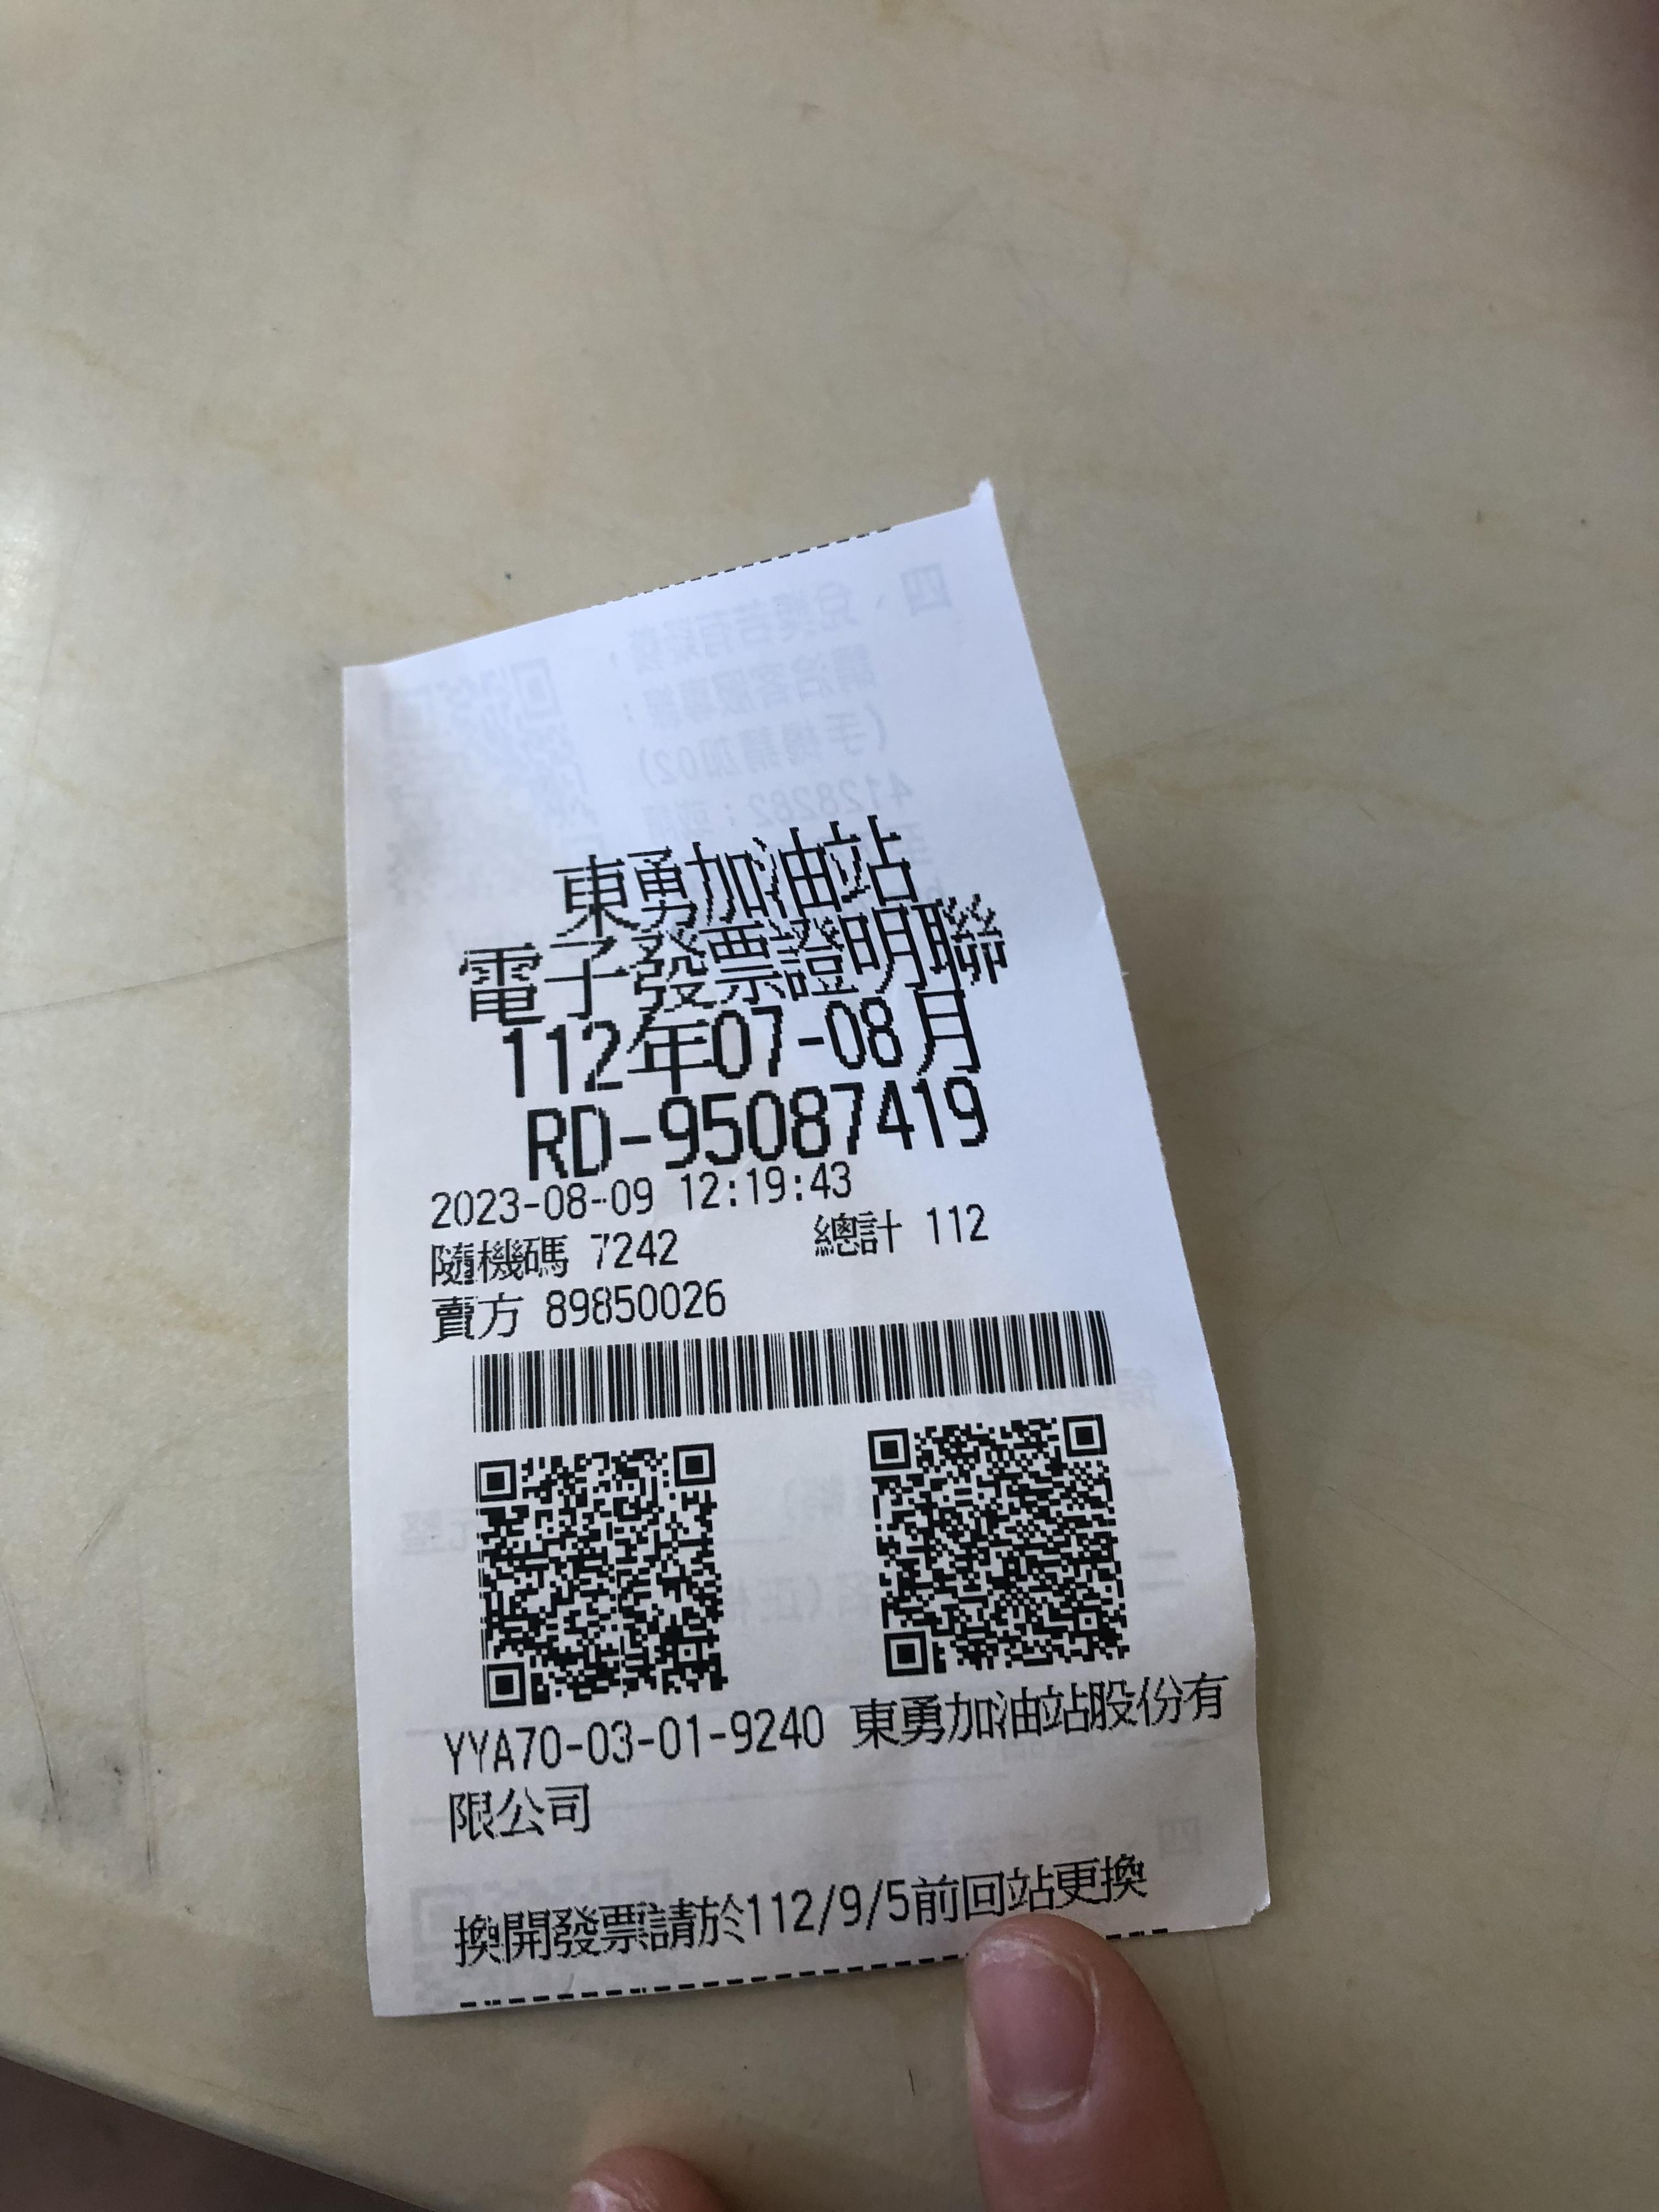 東勇加油站
電子發票證明聯
112年07-08月
RD-95087419
2023-08-09 12:19:43
隨機碼 7242 總計 112
賣方 89850026
YYA70-03-01-9240 東勇加油站股份有
限公司
換開發票請於112/9/5前回站更換